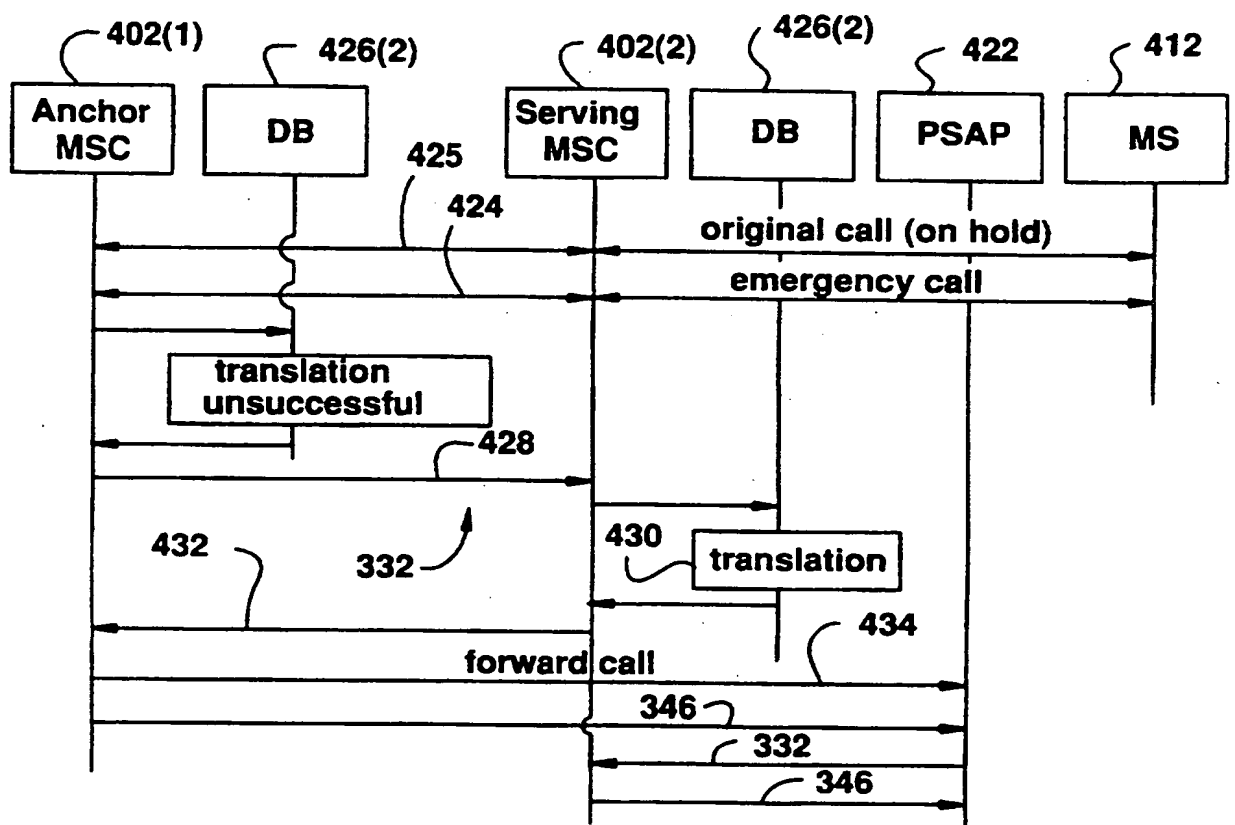 402(1)
426(2)
402(2)
426(2)
422
412
Anchor
MSC
DB
Serving
MSC
DB
PSAP
MS
425
424
original call (on hold)
emergency call
translation
unsuccessful
428
432
332
430
translation
434
forward call
346
332
346